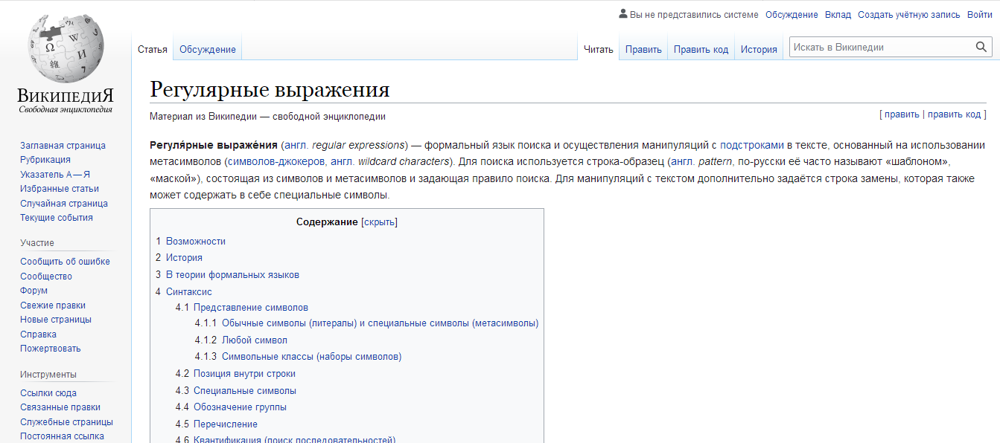 Вы не представились системе Обсуждение Вклад Создать учётную запись Войти
Статья Обсуждение Читать Править Править код История Искать в Википедии
ВикипедиЯ
Свободная энциклопедия
Заглавная страница
Рубрикация
Указатель А — Я
Избранные статьи
Случайная страница
Текущие события
Участие
Сообщить об ошибке
Сообщество
Форум
Свежие правки
Новые страницы
Справка
Пожертвовать
Инструменты
Ссылки сюда
Связанные правки
Служебные страницы
Постоянная ссылка
Регулярные выражения
Материал из Википедии — свободной энциклопедии
[ править | править код ]
Регуля́рные выраже́ния (англ. regular expressions) — формальный язык поиска и осуществления манипуляций с подстроками в тексте, основанный на использовании
метасимволов (символов-джокеров, англ. wildcard characters). Для поиска используется строка-образец (англ. pattern, по-русски её часто называют «шаблоном»,
«маской»), состоящая из символов и метасимволов и задающая правило поиска. Для манипуляций с текстом дополнительно задаётся строка замены, которая также
может содержать в себе специальные символы.
Содержание [скрыть]
1 Возможности
2 История
3 В теории формальных языков
4 Синтаксис
4.1 Представление символов
4.1.1 Обычные символы (литералы) и специальные символы (метасимволы)
4.1.2 Любой символ
4.1.3 Символьные классы (наборы символов)
4.2 Позиция внутри строки
4.3 Специальные символы
4.4 Обозначение группы
4.5 Перечисление
4.6 Квантификация (поиск последовательностей)